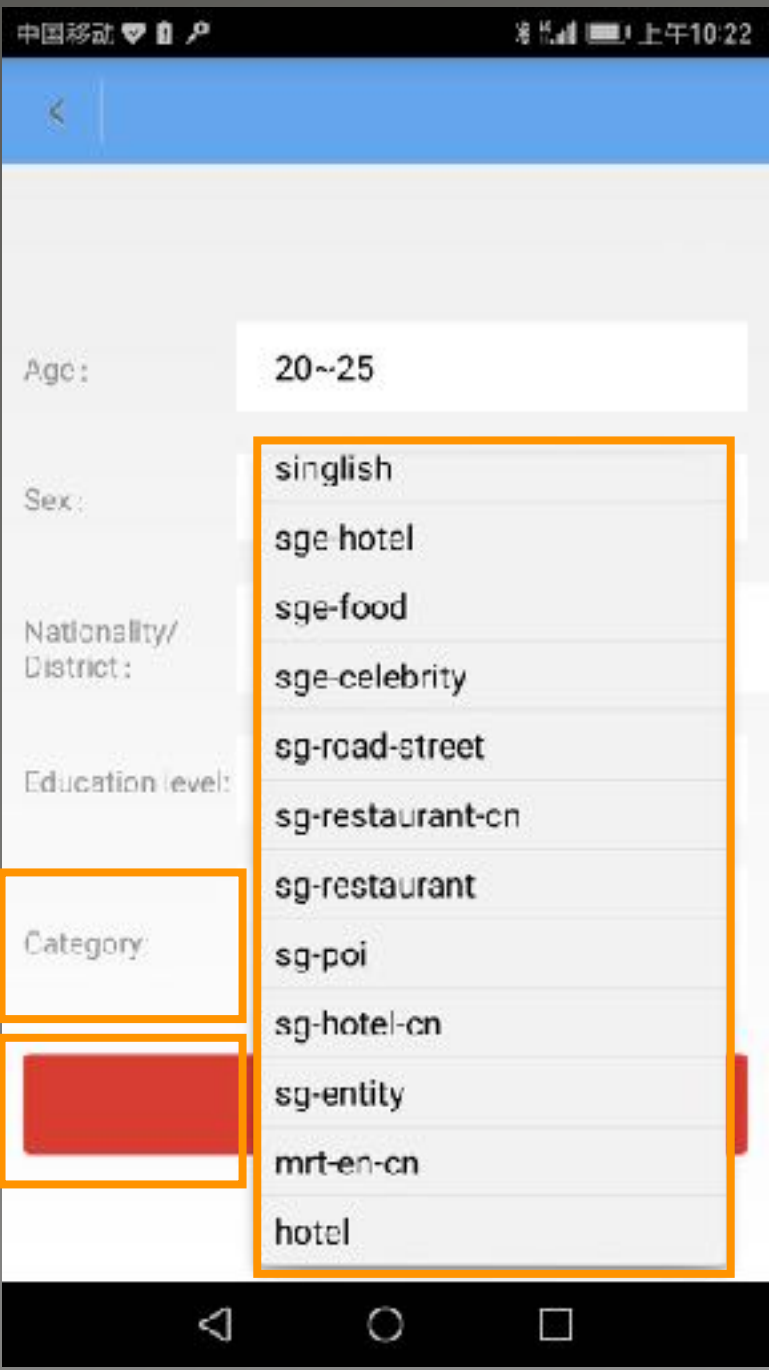 中国移动
上午10:22
Age:
20~25
Sex:
Nationality/
District:
Education level:
Category:
singlish
sge-hotel
sge-food
sge-celebrity
sg-road-street
sg-restaurant-cn
sg-restaurant
sg-poi
sg-hotel-cn
sg-entity
mrt-en-cn
hotel